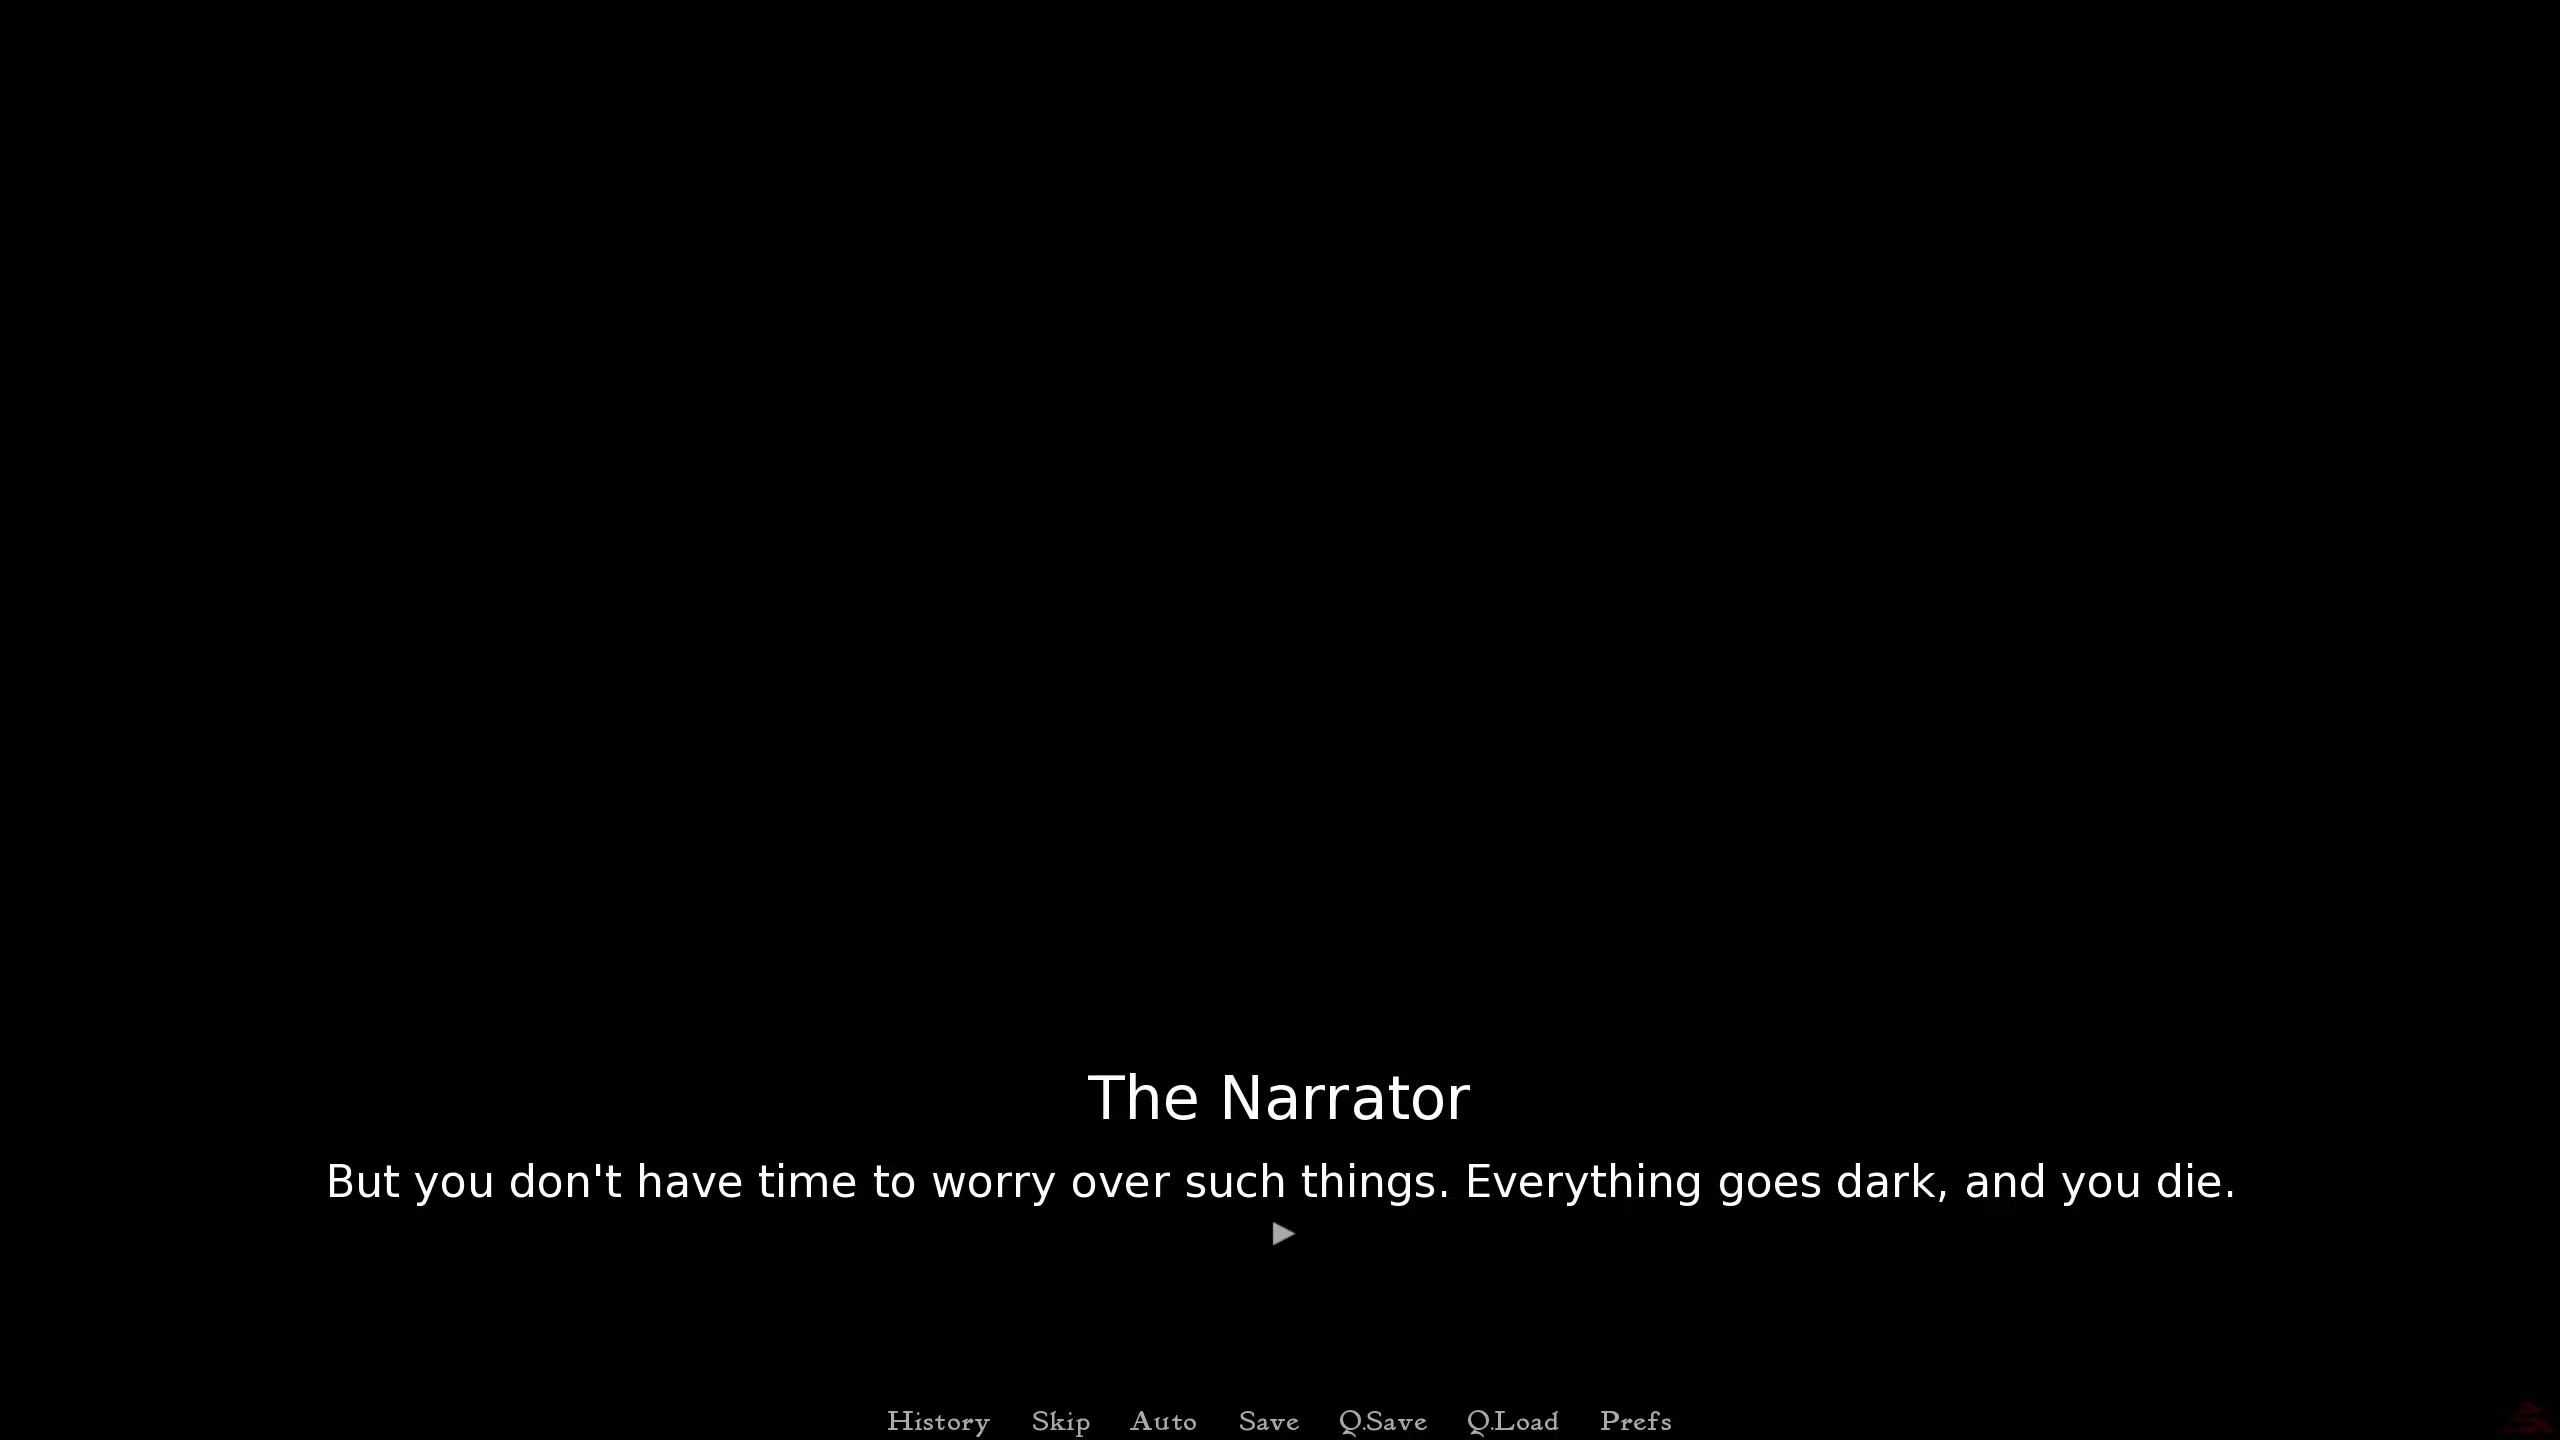 The Narrator
But you don't have time to worry over such things. Everything goes dark, and you die.
History Skip Auto Save Q.Save Q.Load Prefs